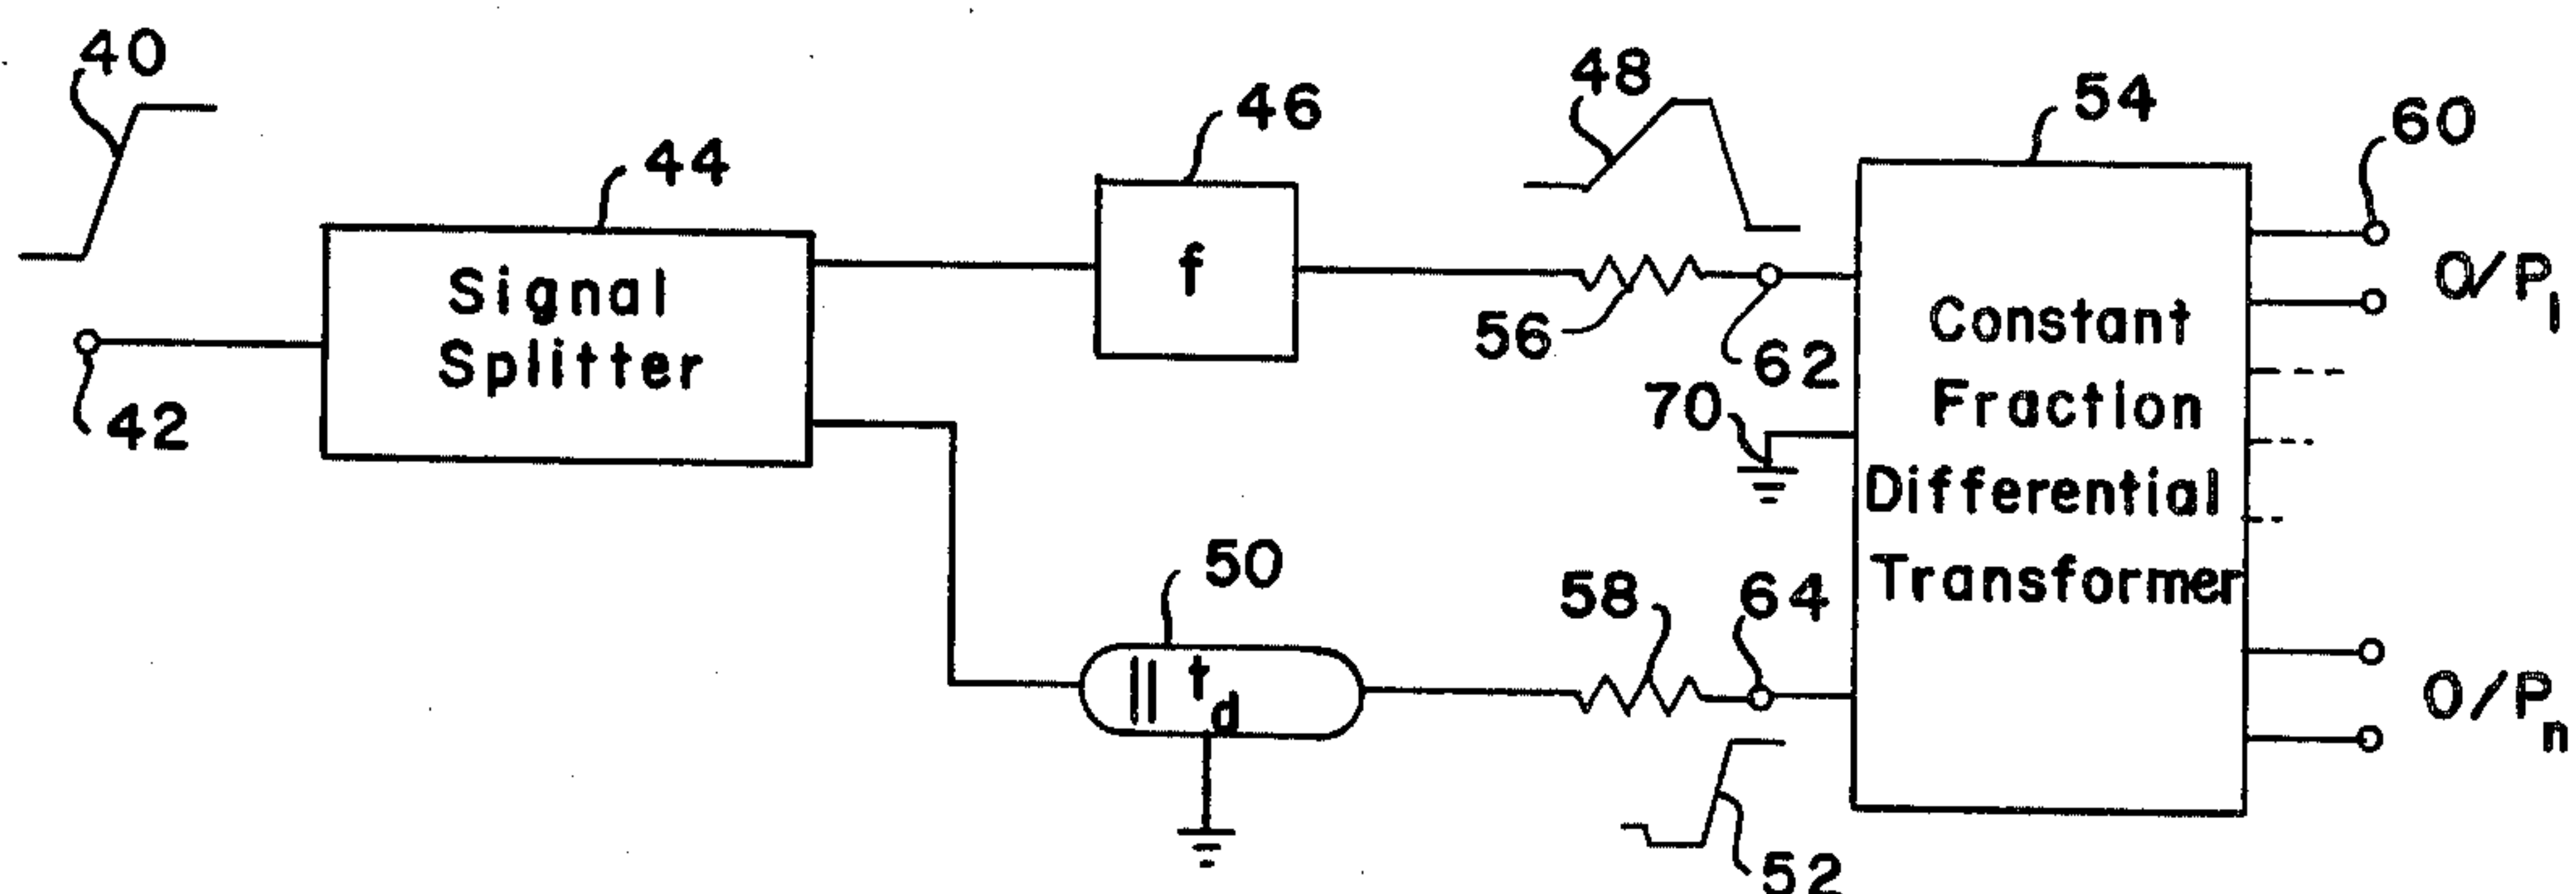 40
42
44
Signal
Splitter
46
f
48
56
62
70
54
Constant
Fraction
Differential
Transformer
60
O/P1
50
td
58
64
52
O/Pn